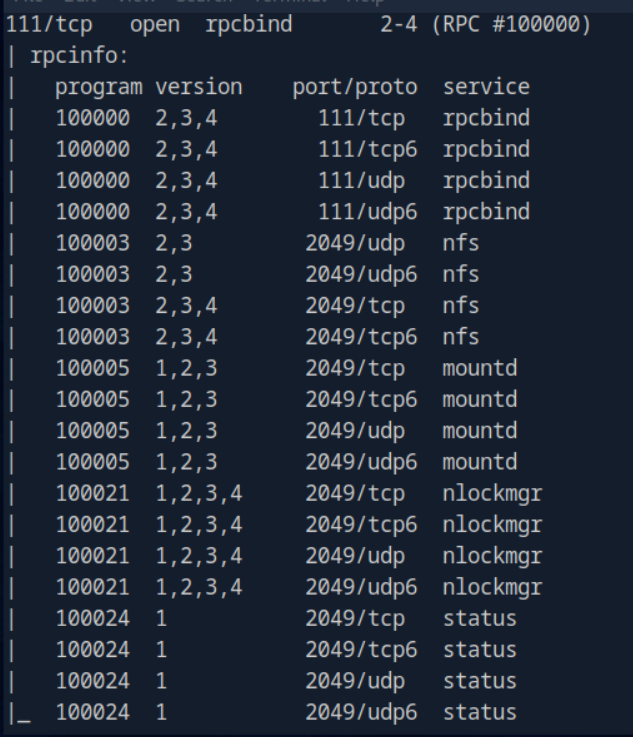 111/tcp   open  rpcbind       2-4 (RPC #100000)
| rpcinfo:
|   program version    port/proto  service
|   100000  2,3,4        111/tcp   rpcbind
|   100000  2,3,4        111/tcp6  rpcbind
|   100000  2,3,4        111/udp   rpcbind
|   100000  2,3,4        111/udp6  rpcbind
|   100003  2,3         2049/udp   nfs
|   100003  2,3         2049/udp6  nfs
|   100003  2,3,4       2049/tcp   nfs
|   100003  2,3,4       2049/tcp6  nfs
|   100005  1,2,3       2049/tcp   mountd
|   100005  1,2,3       2049/tcp6  mountd
|   100005  1,2,3       2049/udp   mountd
|   100005  1,2,3       2049/udp6  mountd
|   100021  1,2,3,4     2049/tcp   nlockmgr
|   100021  1,2,3,4     2049/tcp6  nlockmgr
|   100021  1,2,3,4     2049/udp   nlockmgr
|   100021  1,2,3,4     2049/udp6  nlockmgr
|   100024  1           2049/tcp   status
|   100024  1           2049/tcp6  status
|   100024  1           2049/udp   status
|_  100024  1           2049/udp6  status